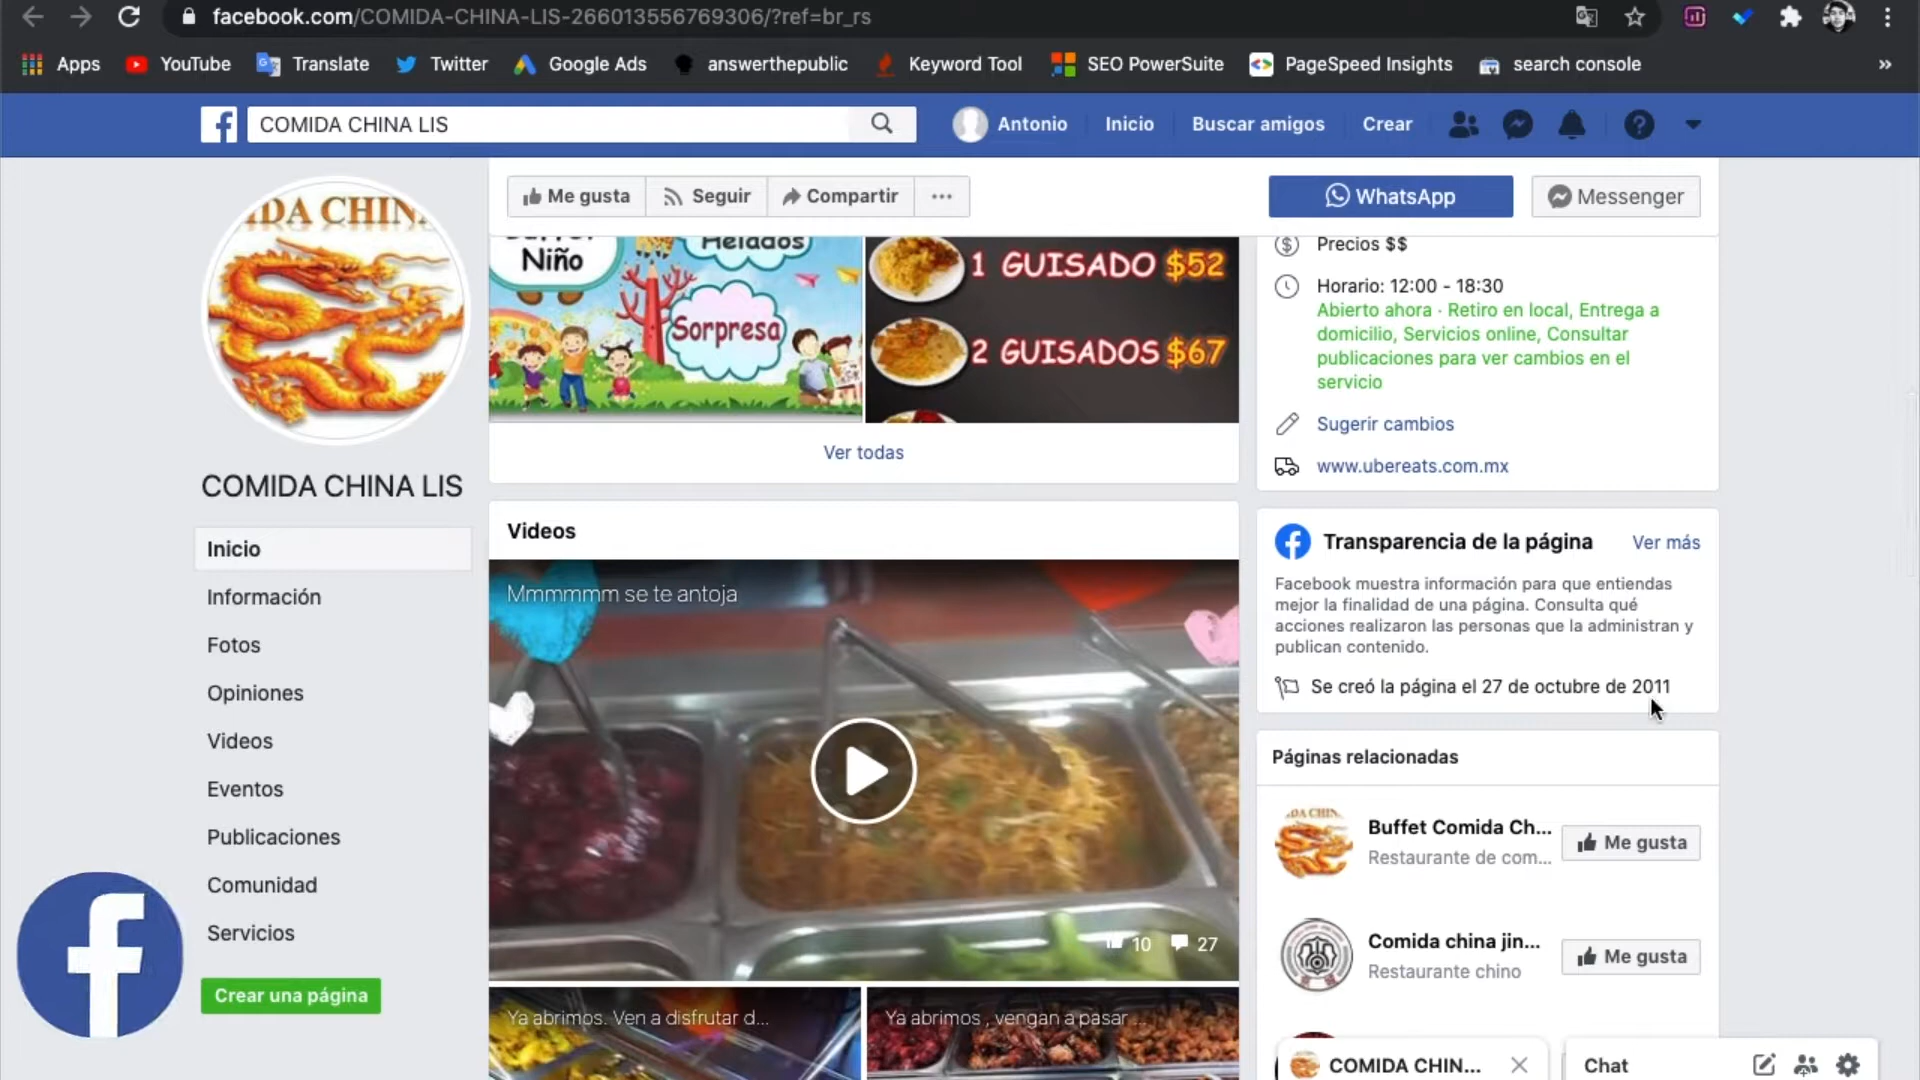 facebook.com/COMIDA-CHINA-LIS-266013556769306/?ref=br_rs
Apps YouTube Translate Twitter Google Ads answerthepublic Keyword Tool SEO PowerSuite PageSpeed Insights search console »
COMIDA CHINA LIS
Antonio Inicio Buscar amigos Crear
Me gusta Seguir Compartir ...
WhatsApp Messenger
IDA CHINA
COMIDA CHINA LIS
Inicio
Información
Fotos
Opiniones
Videos
Eventos
Publicaciones
Comunidad
Servicios
Crear una página
Niño
Helados
Sorpresa
1 GUISADO $52
2 GUISADOS $67
Ver todas
Videos
Mmmmmm se te antoja
10 27
Ya abrimos. Ven a disfrutar d...
Ya abrimos , vengan a pasar ...
Precios $$
Horario: 12:00 - 18:30
Abierto ahora · Retiro en local, Entrega a
domicilio, Servicios online, Consultar
publicaciones para ver cambios en el
servicio
Sugerir cambios
www.ubereats.com.mx
Transparencia de la página Ver más
Facebook muestra información para que entiendas
mejor la finalidad de una página. Consulta qué
acciones realizaron las personas que la administran y
publican contenido.
Se creó la página el 27 de octubre de 2011
Páginas relacionadas
Buffet Comida Ch...
Restaurante de com...
Me gusta
Comida china jin...
Restaurante chino
Me gusta
COMIDA CHIN...
Chat